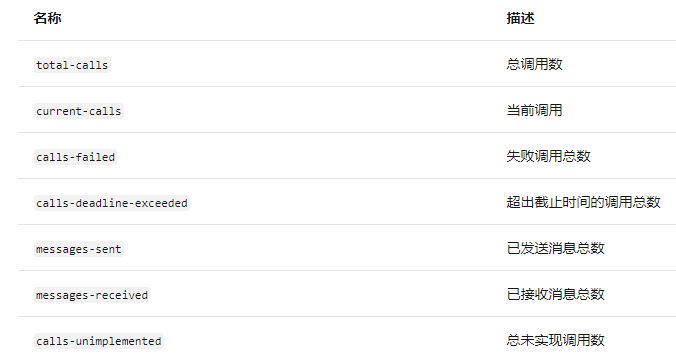 名称 描述
total-calls 总调用数
current-calls 当前调用
calls-failed 失败调用总数
calls-deadline-exceeded 超出截止时间的调用总数
messages-sent 已发送消息总数
messages-received 已接收消息总数
calls-unimplemented 总未实现调用数